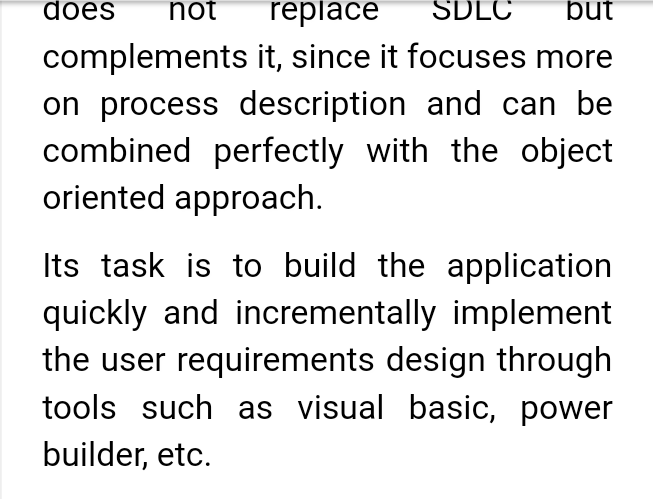 does not replace SDLC but
complements it, since it focuses more
on process description and can be
combined perfectly with the object
oriented approach.
Its task is to build the application
quickly and incrementally implement
the user requirements design through
tools such as visual basic, power
builder, etc.